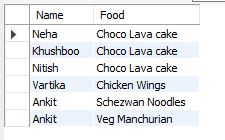 Name Food
Neha Choco Lava cake
Khushboo Choco Lava cake
Nitish Choco Lava cake
Vartika Chicken Wings
Ankit Schezwan Noodles
Ankit Veg Manchurian